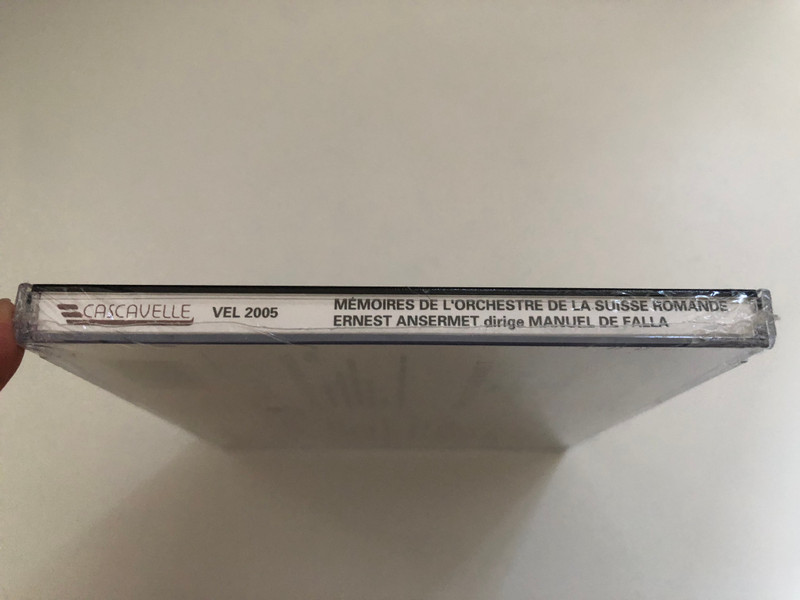 CASCAVELLE VEL 2005
MÉMOIRES DE L'ORCHESTRE DE LA SUISSE ROMANDE
ERNEST ANSERMET dirige MANUEL DE FALLA